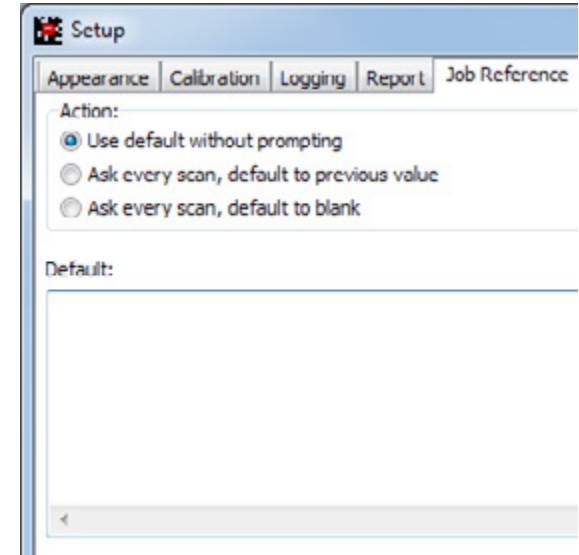 Setup
Appearance Calibration Logging Report Job Reference
Action:
Use default without prompting
Ask every scan, default to previous value
Ask every scan, default to blank
Default: